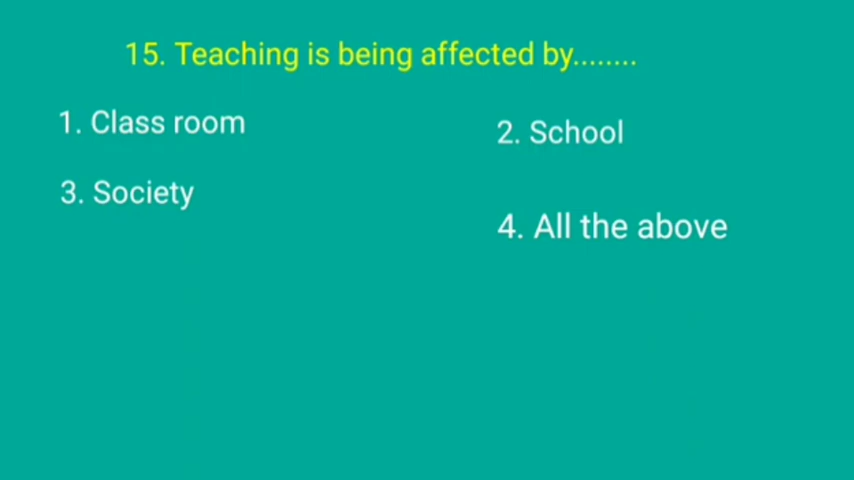 15. Teaching is being affected by........
1. Class room
2. School
3. Society
4. All the above